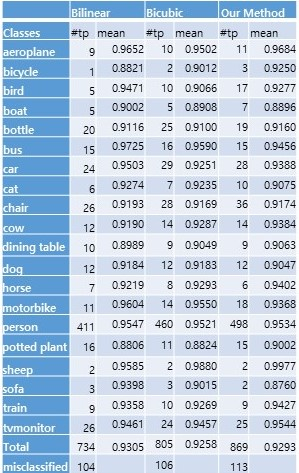 Bilinear Bicubic Our Method
Classes #tp mean #tp mean #tp mean
aeroplane 9 0.9652 10 0.9502 11 0.9684
bicycle 1 0.8821 2 0.9012 3 0.9250
bird 5 0.9471 10 0.9066 17 0.9277
boat 5 0.9002 5 0.8908 7 0.8896
bottle 20 0.9116 25 0.9100 19 0.9160
bus 15 0.9725 16 0.9590 15 0.9456
car 24 0.9503 29 0.9251 28 0.9388
cat 6 0.9274 7 0.9235 10 0.9075
chair 26 0.9193 28 0.9169 36 0.9174
cow 12 0.9190 14 0.9287 14 0.9384
dining table 10 0.8989 9 0.9049 9 0.9063
dog 12 0.9184 12 0.9183 12 0.9047
horse 7 0.9219 8 0.9293 6 0.9402
motorbike 11 0.9604 14 0.9550 18 0.9368
person 411 0.9547 460 0.9521 498 0.9534
potted plant 16 0.8806 11 0.8824 15 0.9002
sheep 2 0.9585 2 0.9880 2 0.9977
sofa 3 0.9398 3 0.9015 2 0.8760
train 9 0.9358 10 0.9269 9 0.9427
tvmonitor 26 0.9461 24 0.9457 25 0.9544
Total 734 0.9305 805 0.9258 869 0.9293
misclassified 104 106 113